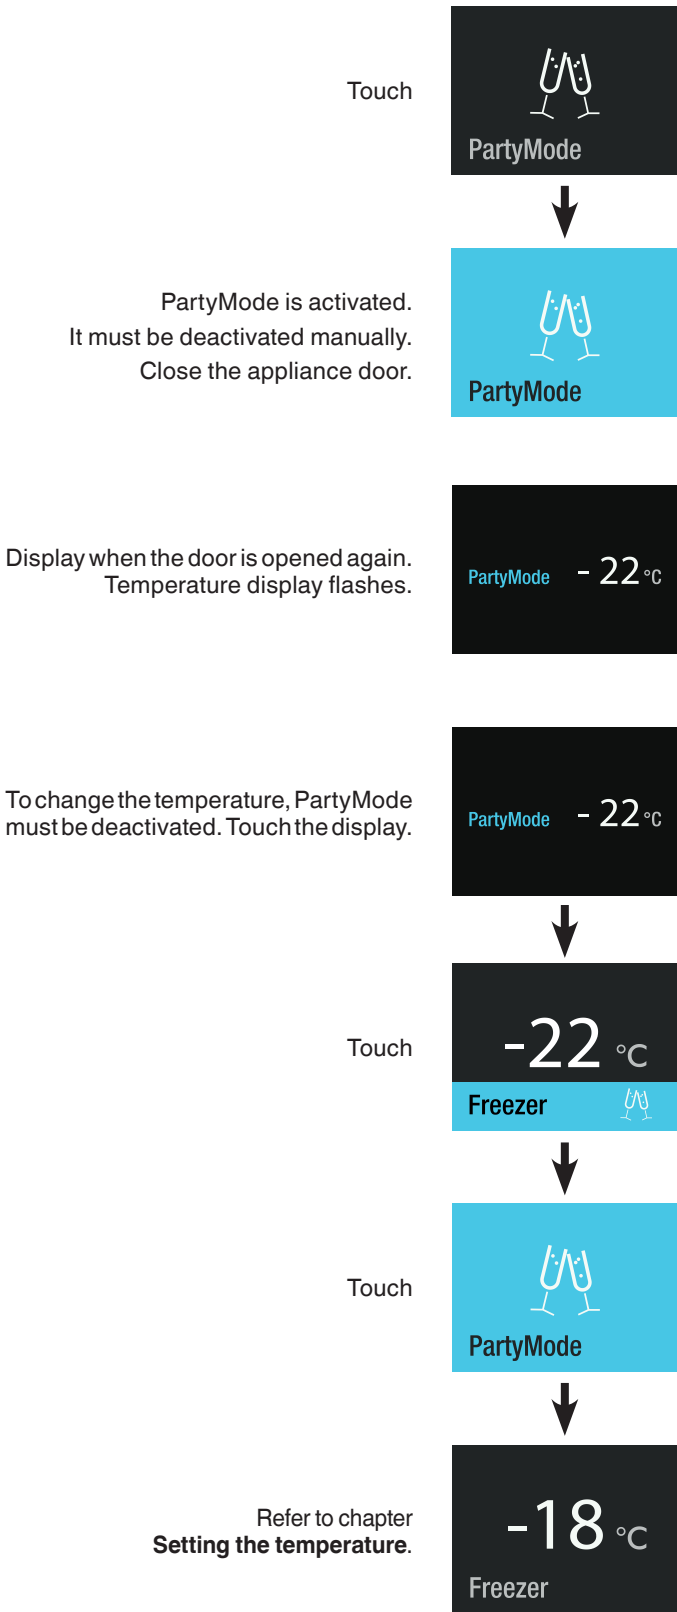 Touch
PartyMode
PartyMode is activated.
It must be deactivated manually.
Close the appliance door.
PartyMode
Display when the door is opened again.
Temperature display flashes.
PartyMode - 22 °C
To change the temperature, PartyMode
must be deactivated. Touch the display.
PartyMode - 22 °C
Touch
-22 °C
Freezer
Touch
PartyMode
Refer to chapter
Setting the temperature.
-18 °C
Freezer